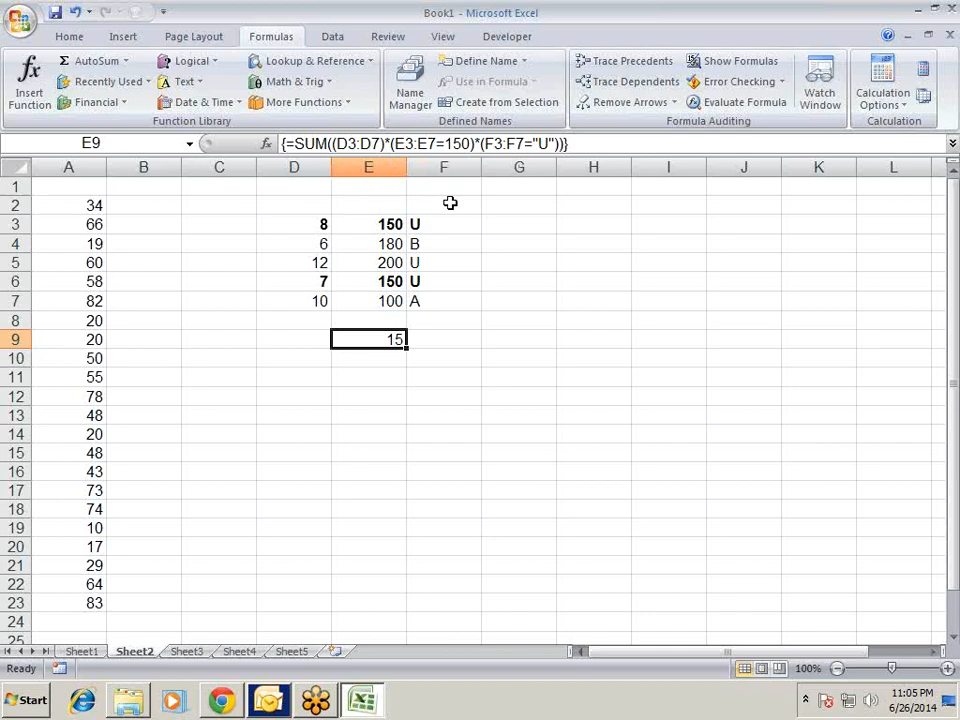 Book1 - Microsoft Excel
Home Insert Page Layout Formulas Data Review View Developer
fx Insert Function
Σ AutoSum
Recently Used
Financial
Logical
Text
Date & Time
Lookup & Reference
Math & Trig
More Functions
Function Library
Name Manager
Define Name
Use in Formula
Create from Selection
Defined Names
Trace Precedents
Trace Dependents
Remove Arrows
Show Formulas
Error Checking
Evaluate Formula
Formula Auditing
Watch Window
Calculation Options
Calculation
E9 fx {=SUM((D3:D7)*(E3:E7=150)*(F3:F7="U"))}
A B C D E F G H I J K L
1
2 34
3 66 8 150 U
4 19 6 180 B
5 60 12 200 U
6 58 7 150 U
7 82 10 100 A
8 20
9 20 15
10 50
11 55
12 78
13 48
14 20
15 48
16 43
17 73
18 74
19 10
20 17
21 29
22 64
23 83
24
25
Sheet1 Sheet2 Sheet3 Sheet4 Sheet5
Ready 100%
Start 11:05 PM
6/26/2014